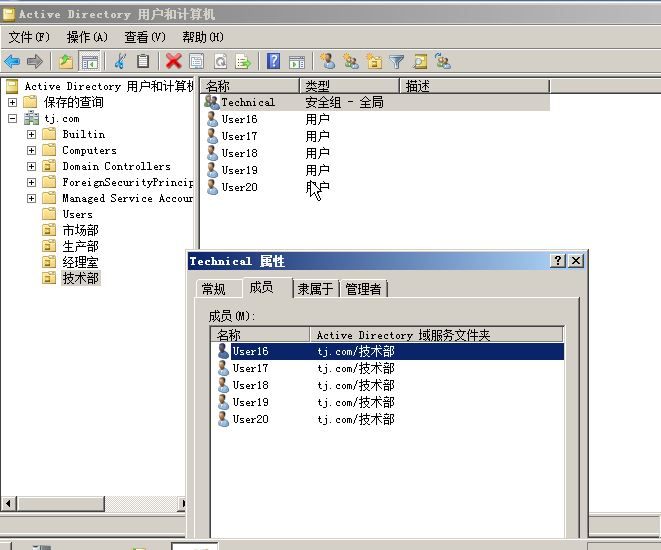 Active Directory 用户和计算机
文件(F) 操作(A) 查看(V) 帮助(H)
Active Directory 用户和计算机
保存的查询
tj.com
Builtin
Computers
Domain Controllers
ForeignSecurityPrincip
Managed Service Accoun
Users
市场部
生产部
经理室
技术部
名称 类型 描述
Technical 安全组 - 全局
User16 用户
User17 用户
User18 用户
User19 用户
User20 用户
Technical 属性
常规 成员 隶属于 管理者
成员(M):
名称 Active Directory 域服务文件夹
User16 tj.com/技术部
User17 tj.com/技术部
User18 tj.com/技术部
User19 tj.com/技术部
User20 tj.com/技术部